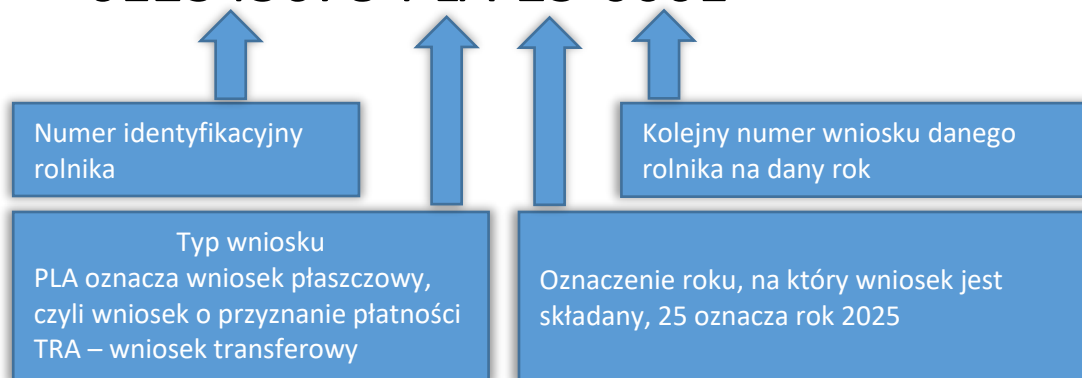 Numer identyfikacyjny
rolnika
Kolejny numer wniosku danego
rolnika na dany rok
Typ wniosku
PLA oznacza wniosek płaszczowy,
czyli wniosek o przyznanie płatności
TRA – wniosek transferowy
Oznaczenie roku, na który wniosek jest
składany, 25 oznacza rok 2025